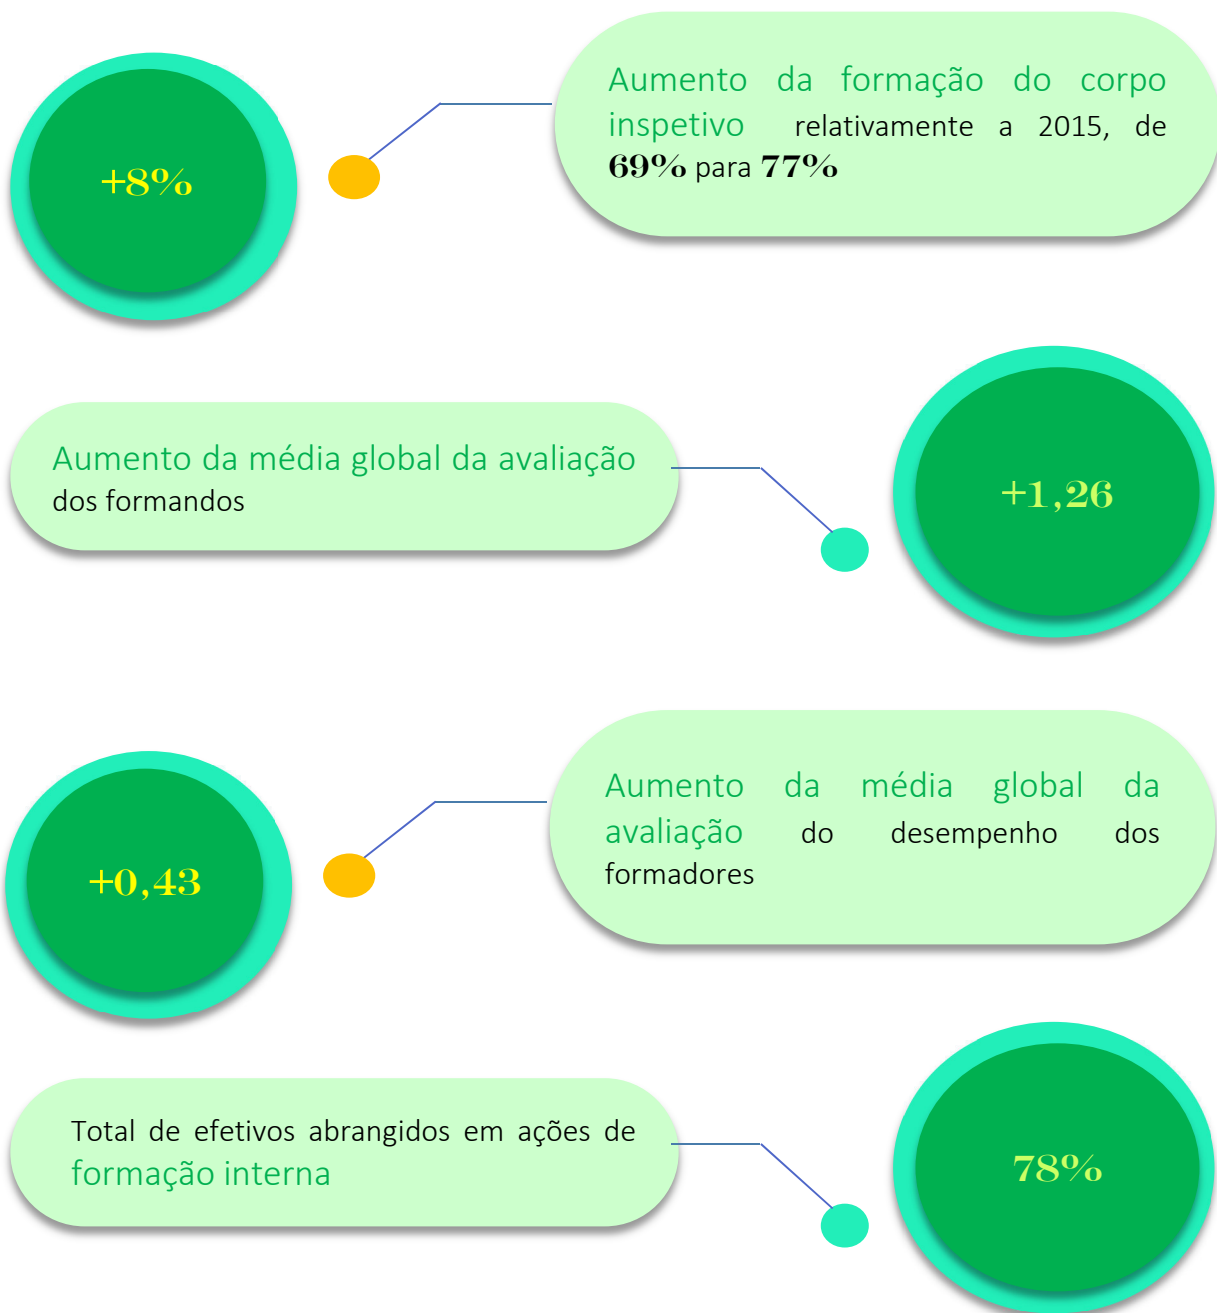 +8%
Aumento da formação do corpo
inspetivo relativamente a 2015, de
69% para 77%
Aumento da média global da avaliação
dos formandos
+1,26
+0,43
Aumento da média global da
avaliação do desempenho dos
formadores
Total de efetivos abrangidos em ações de
formação interna
78%